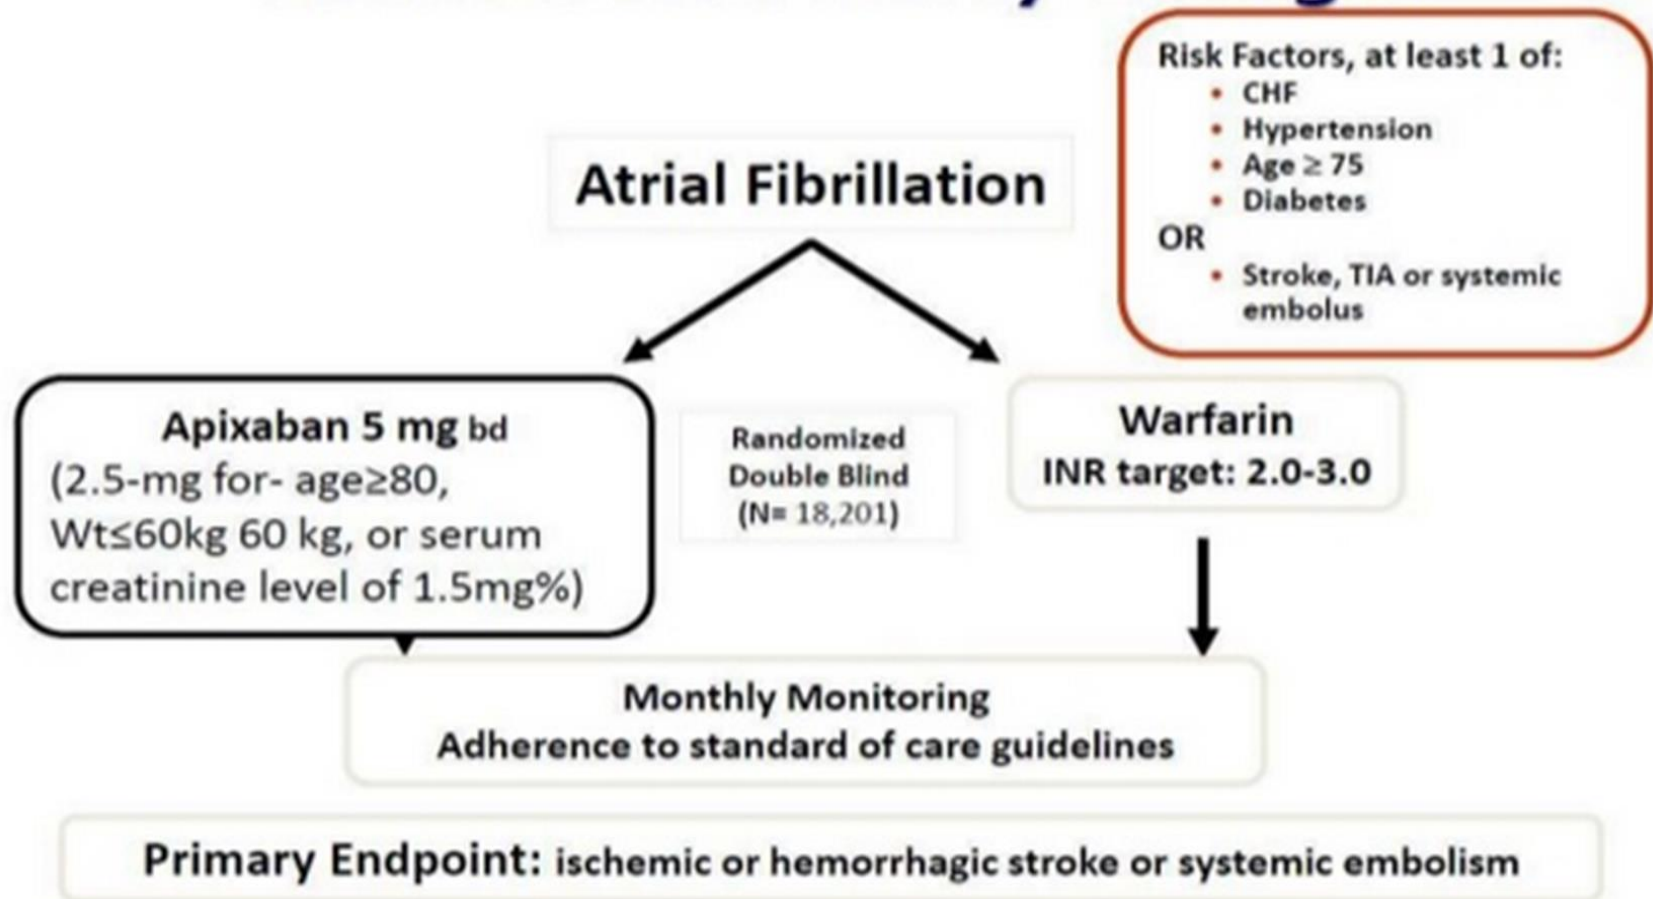 Risk Factors, at least 1 of:
• CHF
• Hypertension
• Age ≥ 75
• Diabetes
OR
• Stroke, TIA or systemic
embolus
Atrial Fibrillation
Apixaban 5 mg bd
(2.5-mg for- age≥80,
Wt≤60kg 60 kg, or serum
creatinine level of 1.5mg%)
Randomized
Double Blind
(N= 18,201)
Warfarin
INR target: 2.0-3.0
Monthly Monitoring
Adherence to standard of care guidelines
Primary Endpoint: ischemic or hemorrhagic stroke or systemic embolism